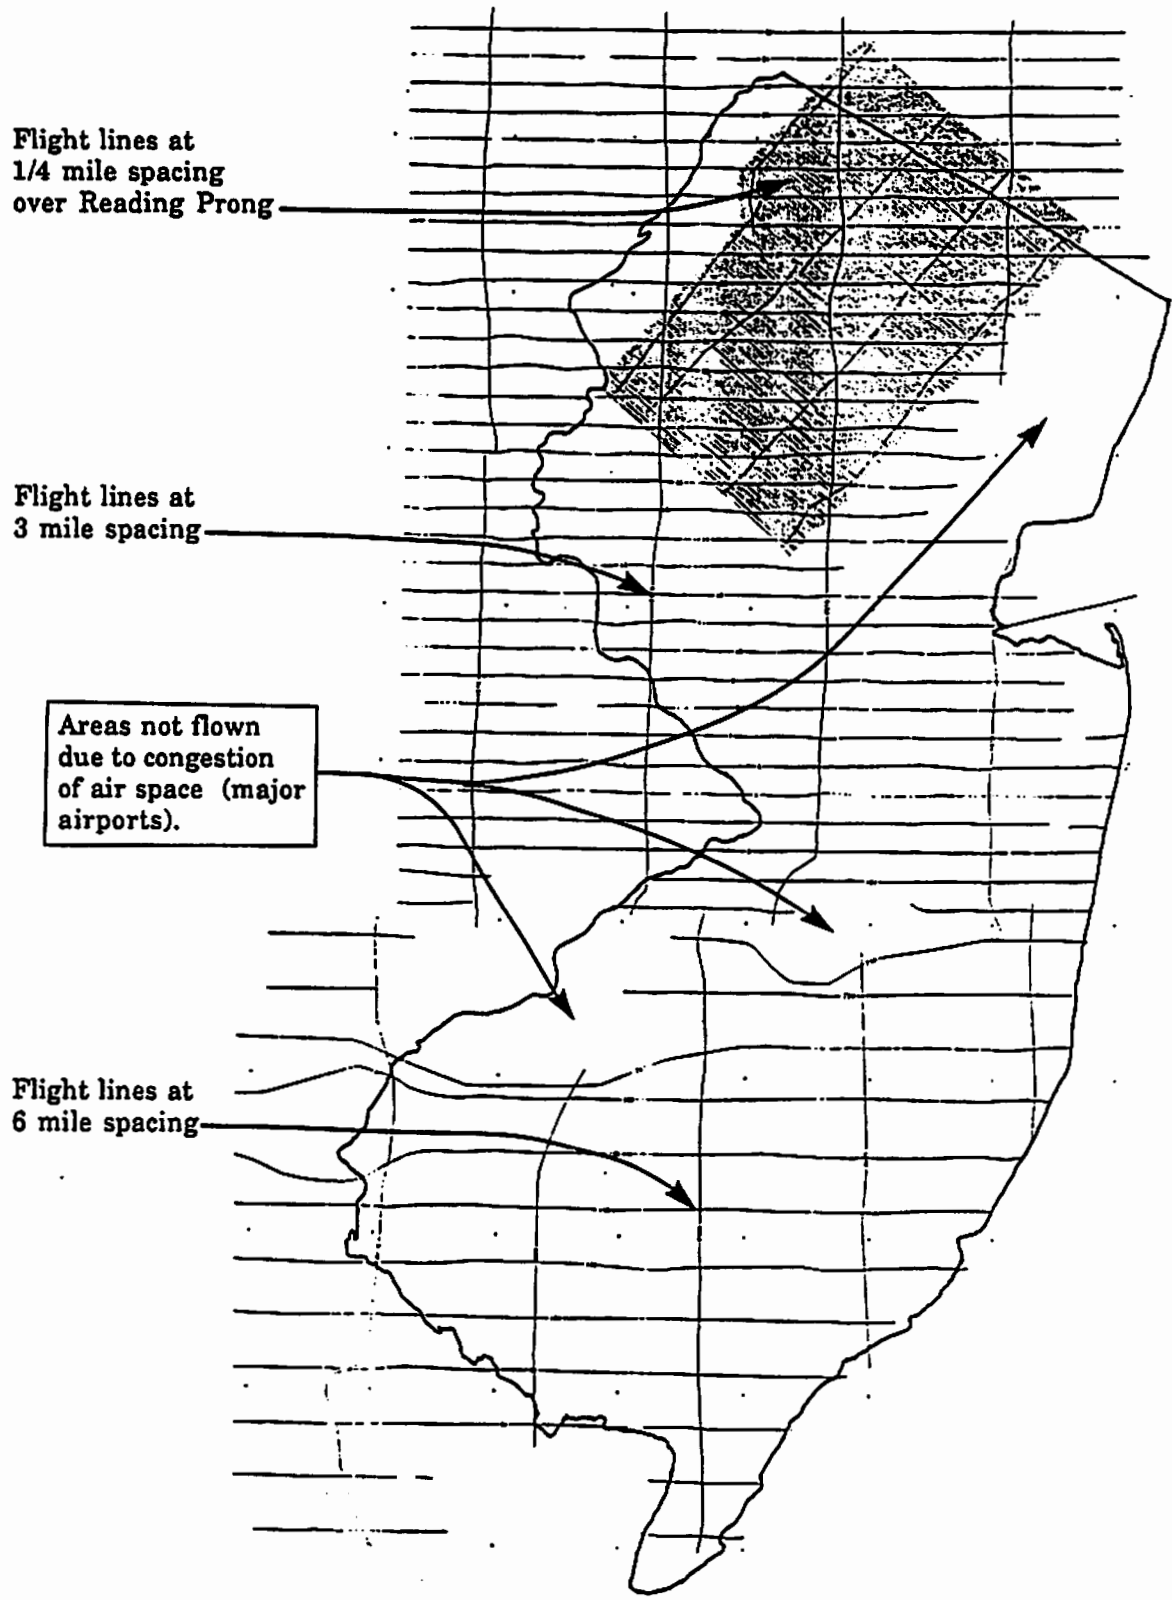 Flight lines at
1/4 mile spacing
over Reading Prong
Flight lines at
3 mile spacing
Areas not flown
due to congestion
of air space (major
airports).
Flight lines at
6 mile spacing